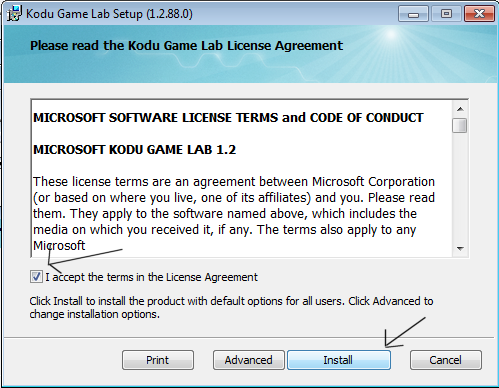 Kodu Game Lab Setup (1.2.88.0)
Please read the Kodu Game Lab License Agreement
MICROSOFT SOFTWARE LICENSE TERMS and CODE OF CONDUCT
MICROSOFT KODU GAME LAB 1.2
These license terms are an agreement between Microsoft Corporation
(or based on where you live, one of its affiliates) and you. Please read
them. They apply to the software named above, which includes the
media on which you received it, if any. The terms also apply to any
Microsoft
I accept the terms in the License Agreement
Click Install to install the product with default options for all users. Click Advanced to
change installation options.
Print Advanced Install Cancel